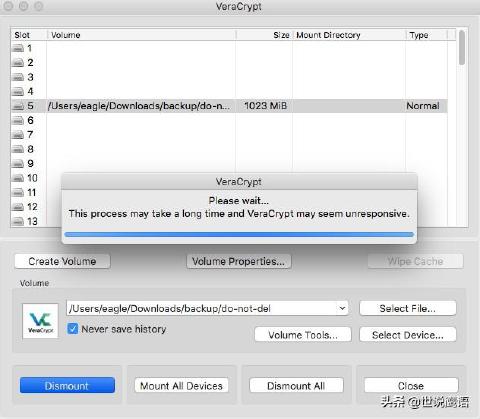 VeraCrypt
Slot Volume Size Mount Directory Type
1
2
3
4
5 /Users/eagle/Downloads/backup/do-n... 1023 MiB Normal
6
7
8
9
10
11
12
13
VeraCrypt
Please wait...
This process may take a long time and VeraCrypt may seem unresponsive.
Create Volume Volume Properties... Wipe Cache
Volume
/Users/eagle/Downloads/backup/do-not-del Select File...
VeraCrypt
Never save history
Volume Tools... Select Device...
Dismount Mount All Devices Dismount All Close
头条 @世说鹰语